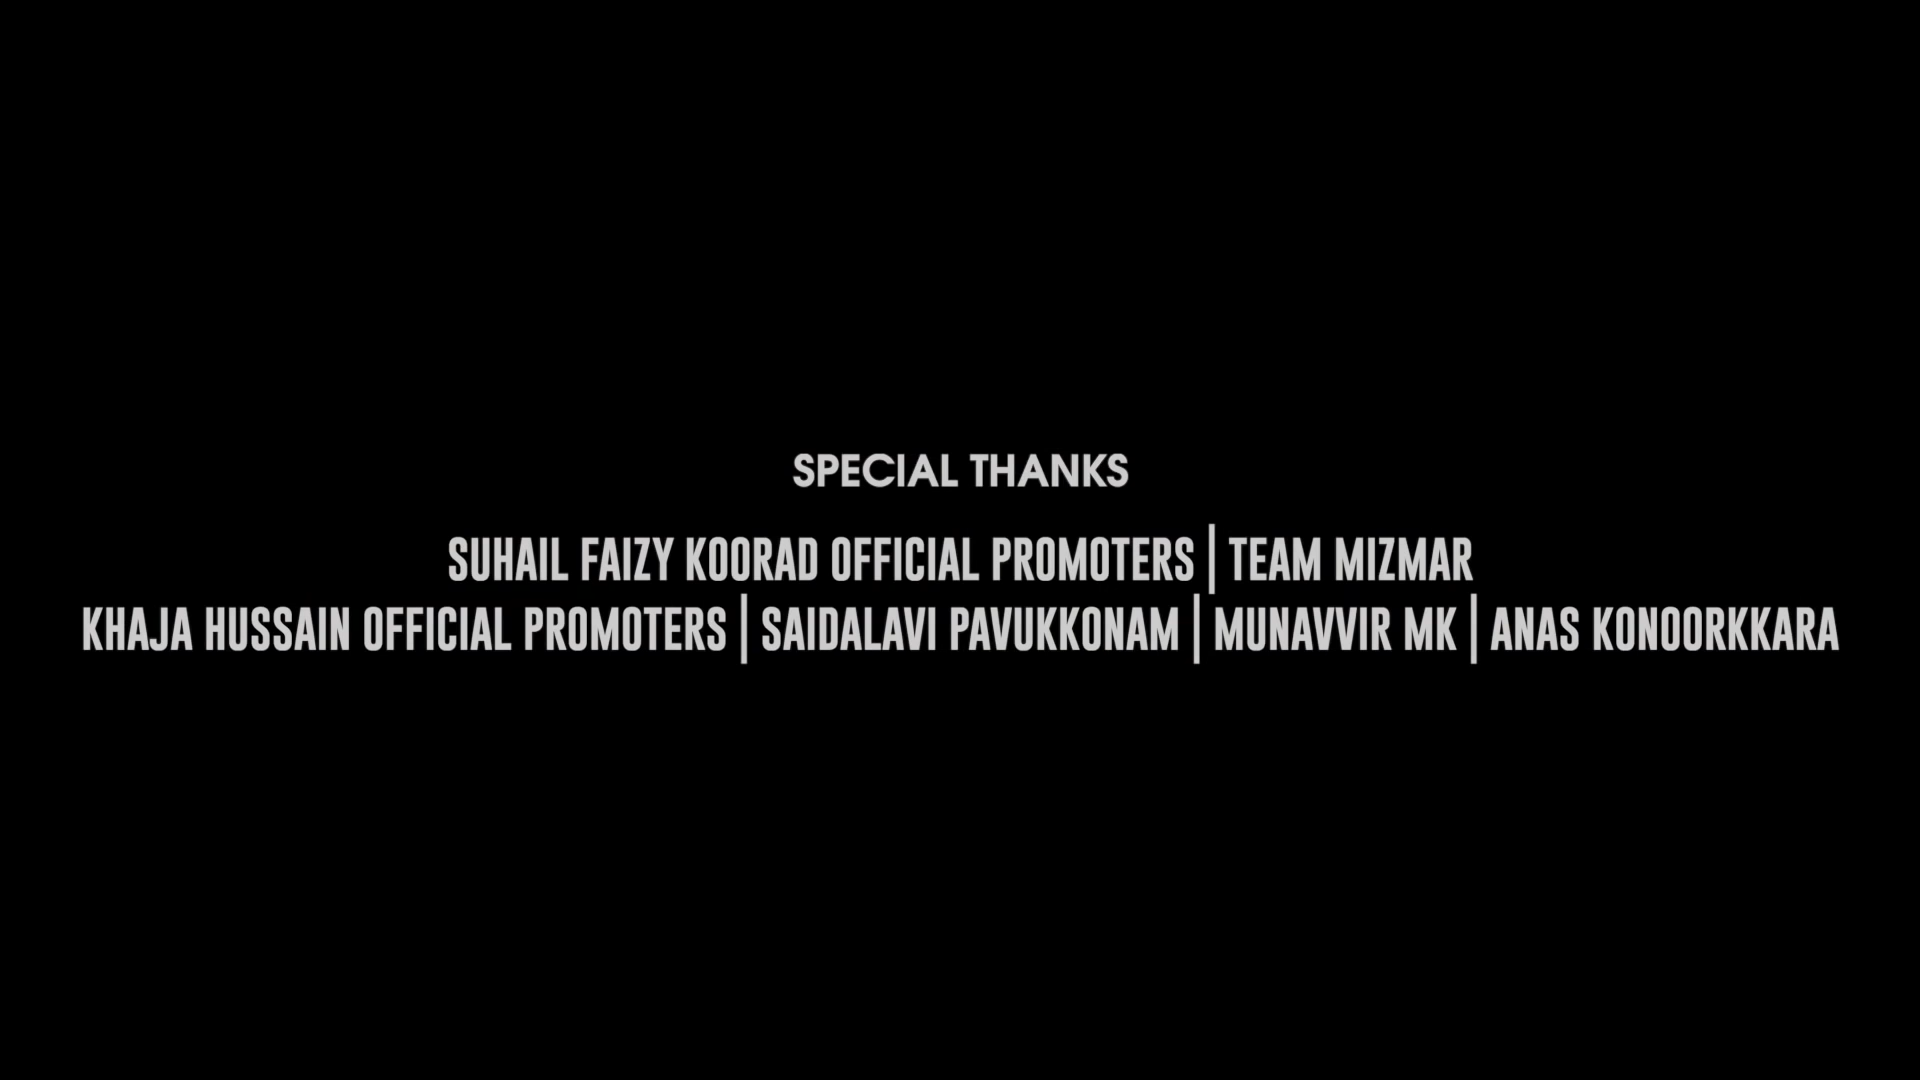 SPECIAL THANKS
SUHAIL FAIZY KOORAD OFFICIAL PROMOTERS | TEAM MIZMAR
KHAJA HUSSAIN OFFICIAL PROMOTERS | SAIDALAVI PAVUKKONAM | MUNAVVIR MK | ANAS KONOORKKARA